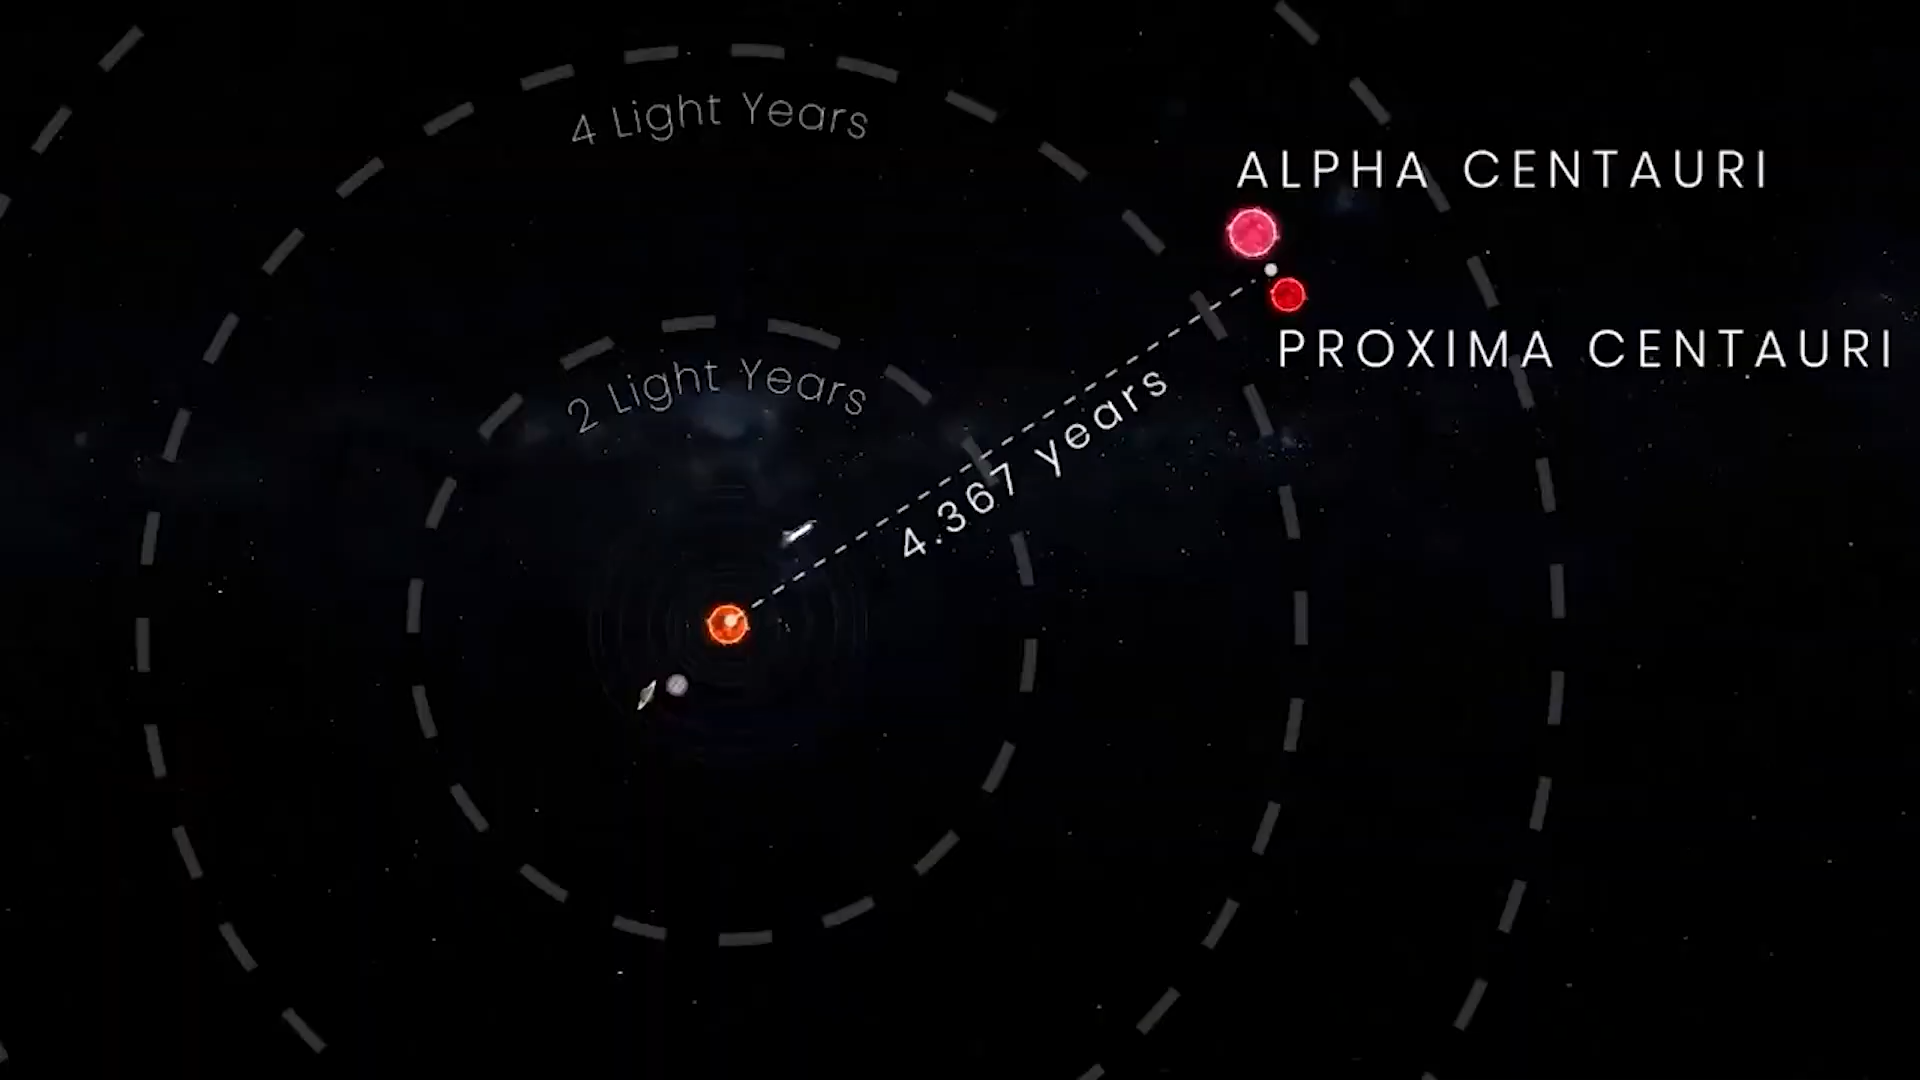 4 Light Years
ALPHA CENTAURI
PROXIMA CENTAURI
2 Light Years
4.367 years